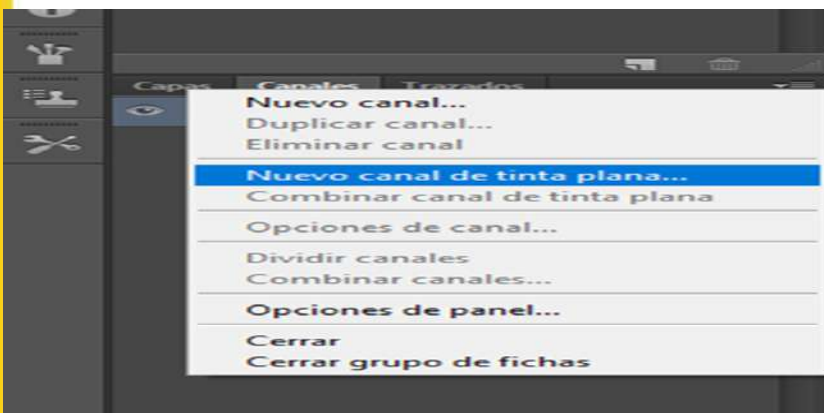 Capas Canales Trazados
Nuevo canal...
Duplicar canal...
Eliminar canal
Nuevo canal de tinta plana...
Combinar canal de tinta plana
Opciones de canal...
Dividir canales
Combinar canales...
Opciones de panel...
Cerrar
Cerrar grupo de fichas